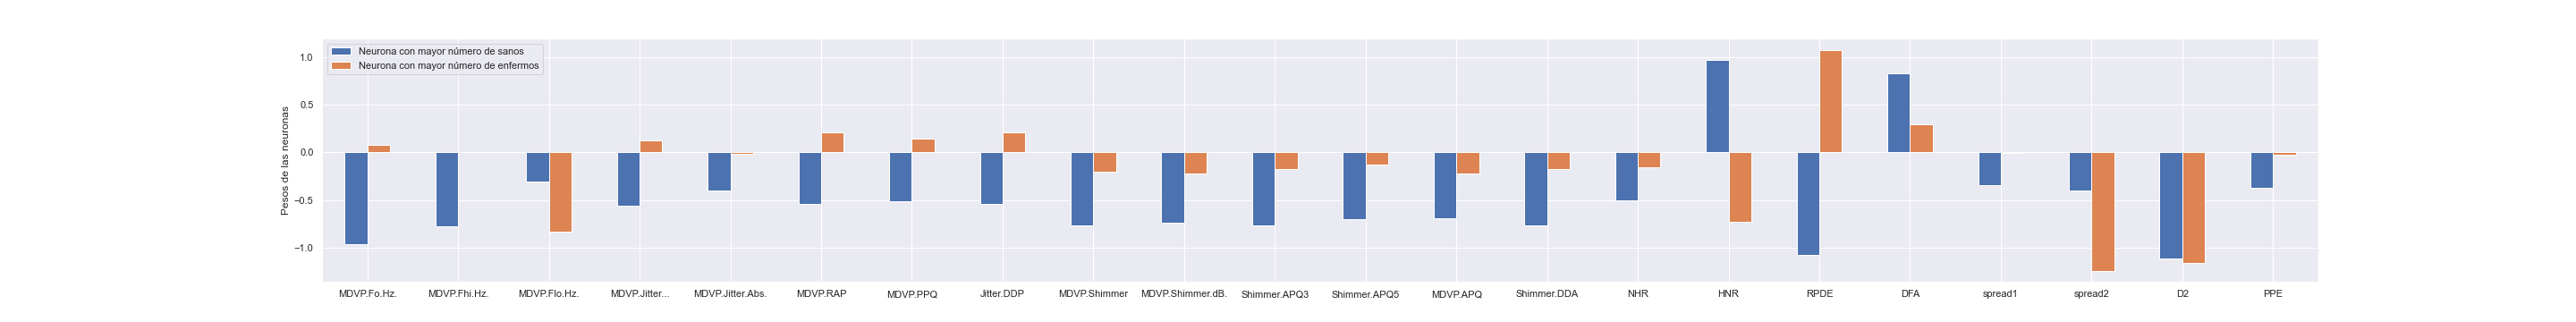 Neurona con mayor número de sanos
Neurona con mayor número de enfermos
Pesos de las neuronas
1.0
0.5
0.0
−0.5
−1.0
MDVP.Fo.Hz. MDVP.Fhi.Hz. MDVP.Flo.Hz. MDVP.Jitter... MDVP.Jitter.Abs. MDVP.RAP MDVP.PPQ Jitter.DDP MDVP.Shimmer MDVP.Shimmer.dB. Shimmer.APQ3 Shimmer.APQ5 MDVP.APQ Shimmer.DDA NHR HNR RPDE DFA spread1 spread2 D2 PPE